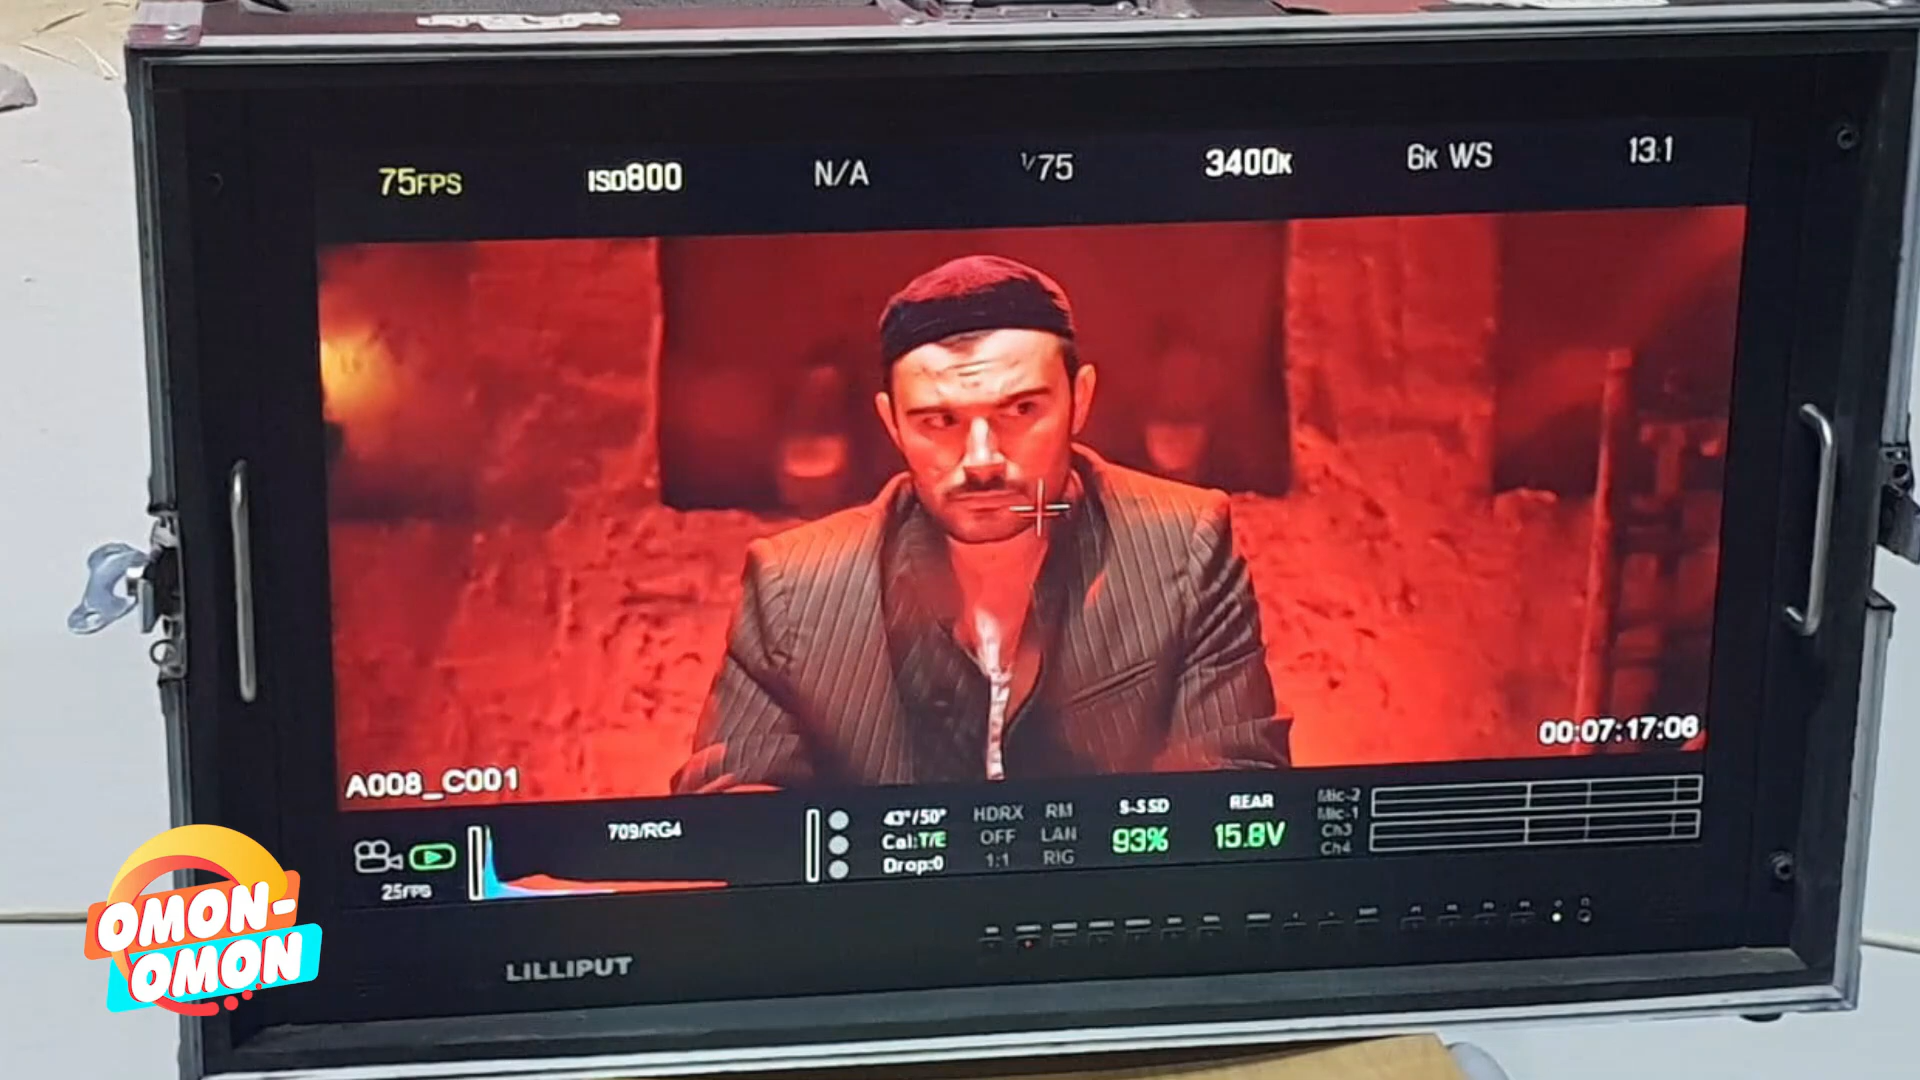 75FPS ISO800 N/A 1/75 3400K 6K WS 13:1
00:07:17:06
A008_C001
709/RG4
25FPS
43°/50°
Cal:T/E
Drop:0
HDRX RM
OFF LAN
1:1 RIG
S-SSD
93%
REAR
15.8V
Mic-2
Mic-1
Ch3
Ch4
LILLIPUT
OMON-
OMON